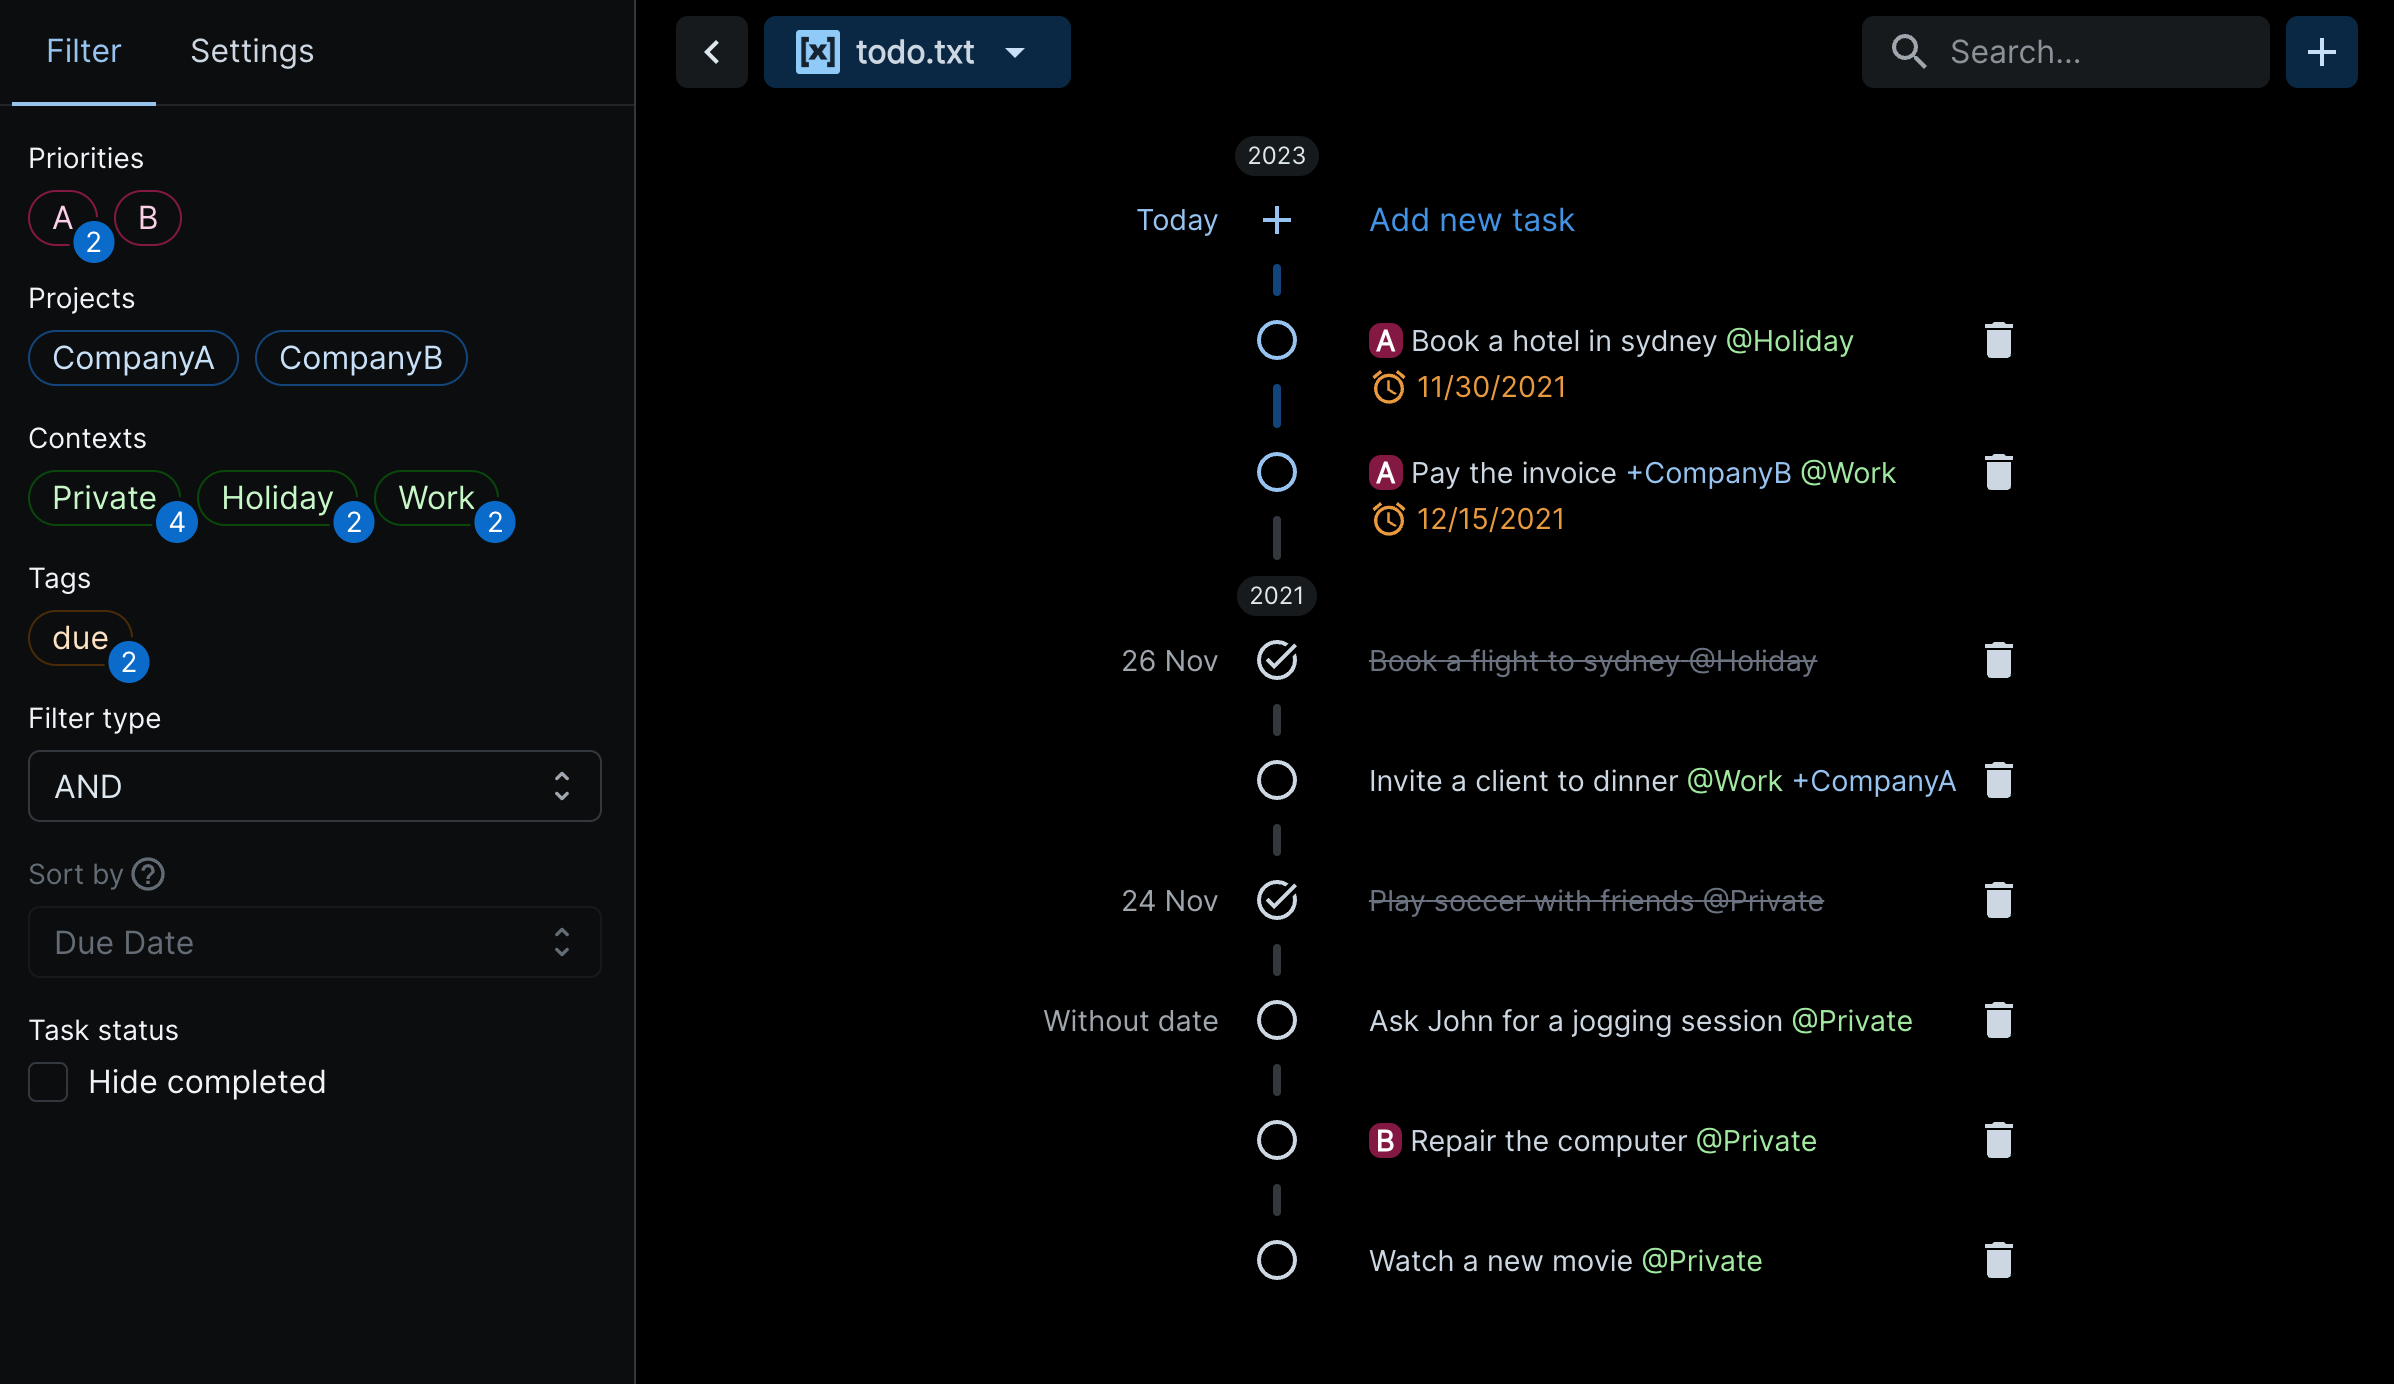 Filter Settings
Priorities
A 2 B
Projects
CompanyA CompanyB
Contexts
Private 4 Holiday 2 Work 2
Tags
due 2
Filter type
AND
Sort by ?
Due Date
Task status
Hide completed
[x] todo.txt
Search...
2023
Today Add new task
A Book a hotel in sydney @Holiday
11/30/2021
A Pay the invoice +CompanyB @Work
12/15/2021
2021
26 Nov Book a flight to sydney @Holiday
Invite a client to dinner @Work +CompanyA
24 Nov Play soccer with friends @Private
Without date Ask John for a jogging session @Private
B Repair the computer @Private
Watch a new movie @Private